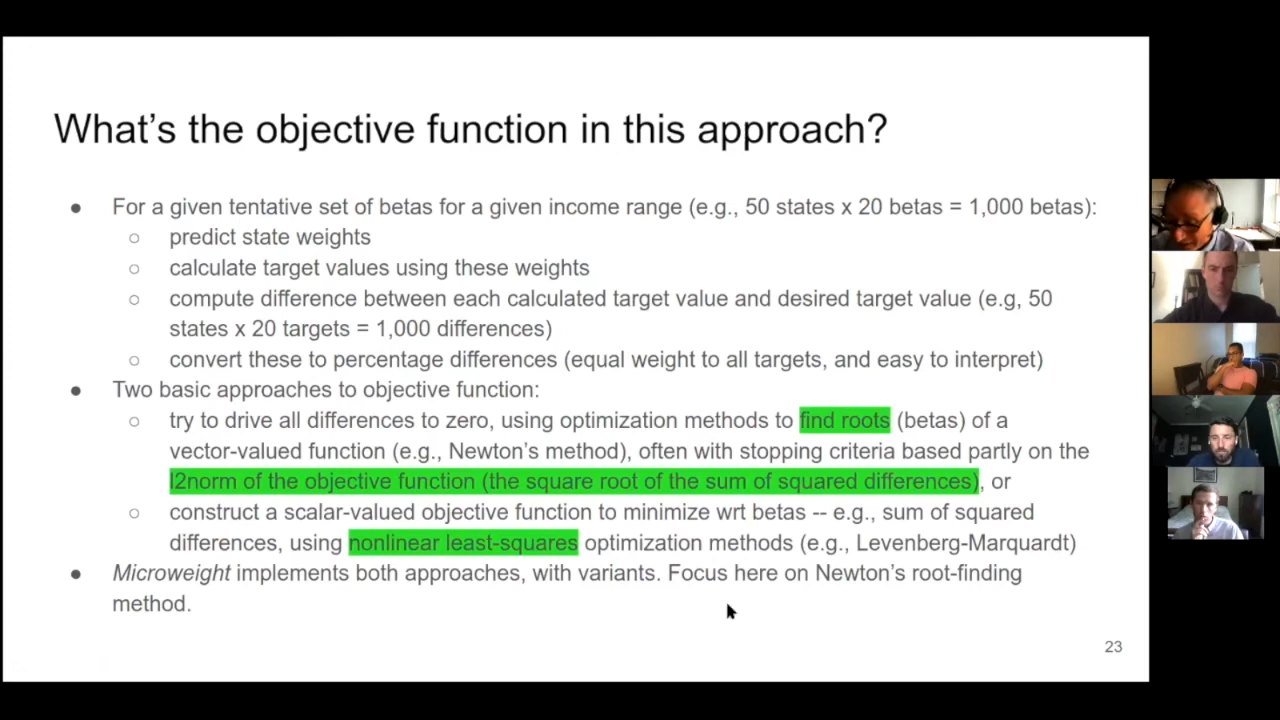 What's the objective function in this approach?
● For a given tentative set of betas for a given income range (e.g., 50 states x 20 betas = 1,000 betas):
○ predict state weights
○ calculate target values using these weights
○ compute difference between each calculated target value and desired target value (e.g, 50
states x 20 targets = 1,000 differences)
○ convert these to percentage differences (equal weight to all targets, and easy to interpret)
● Two basic approaches to objective function:
○ try to drive all differences to zero, using optimization methods to find roots (betas) of a
vector-valued function (e.g., Newton's method), often with stopping criteria based partly on the
l2norm of the objective function (the square root of the sum of squared differences), or
○ construct a scalar-valued objective function to minimize wrt betas -- e.g., sum of squared
differences, using nonlinear least-squares optimization methods (e.g., Levenberg-Marquardt)
● Microweight implements both approaches, with variants. Focus here on Newton's root-finding
method.
23